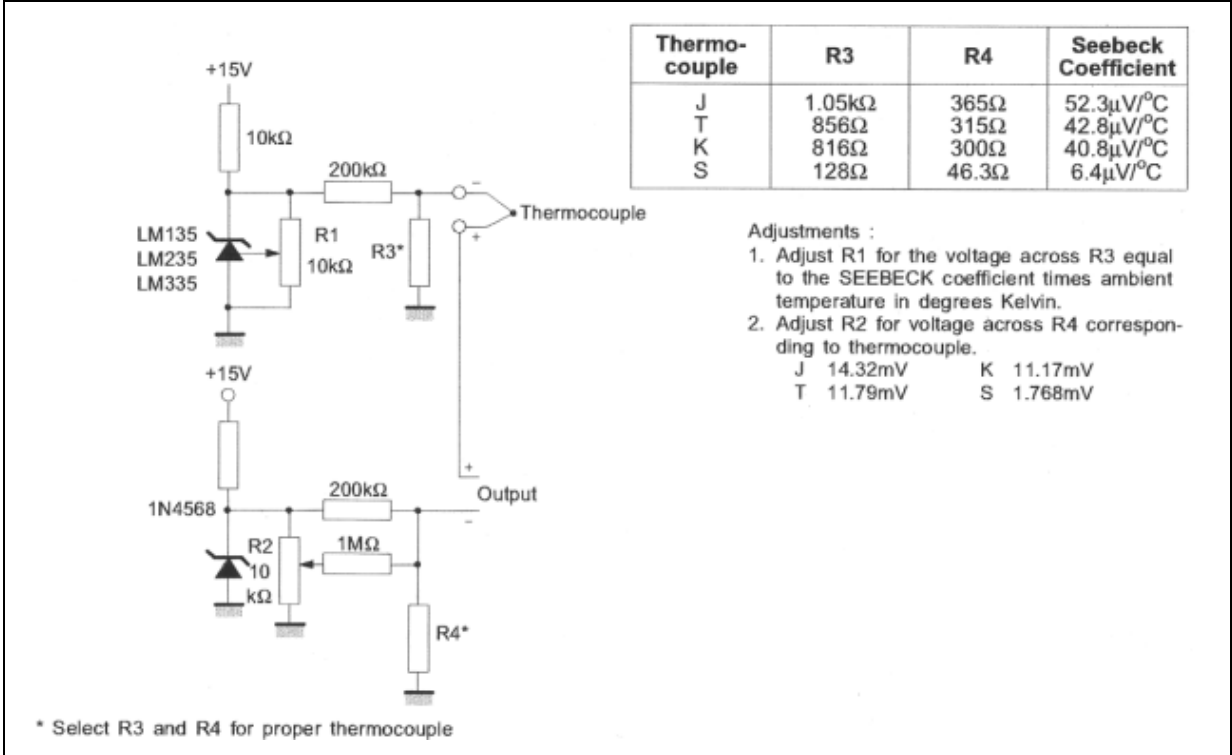 +15V
10kΩ
200kΩ
−
Thermocouple
+
LM135
LM235
LM335
R1
10kΩ
R3*
+15V
+
Output
−
1N4568
200kΩ
R2
10
kΩ
1MΩ
R4*
* Select R3 and R4 for proper thermocouple
Thermo-
couple
R3
R4
Seebeck
Coefficient
J 1.05kΩ 365Ω 52.3µV/°C
T 856Ω 315Ω 42.8µV/°C
K 816Ω 300Ω 40.8µV/°C
S 128Ω 46.3Ω 6.4µV/°C
Adjustments :
1. Adjust R1 for the voltage across R3 equal
to the SEEBECK coefficient times ambient
temperature in degrees Kelvin.
2. Adjust R2 for voltage across R4 correspon-
ding to thermocouple.
J 14.32mV K 11.17mV
T 11.79mV S 1.768mV